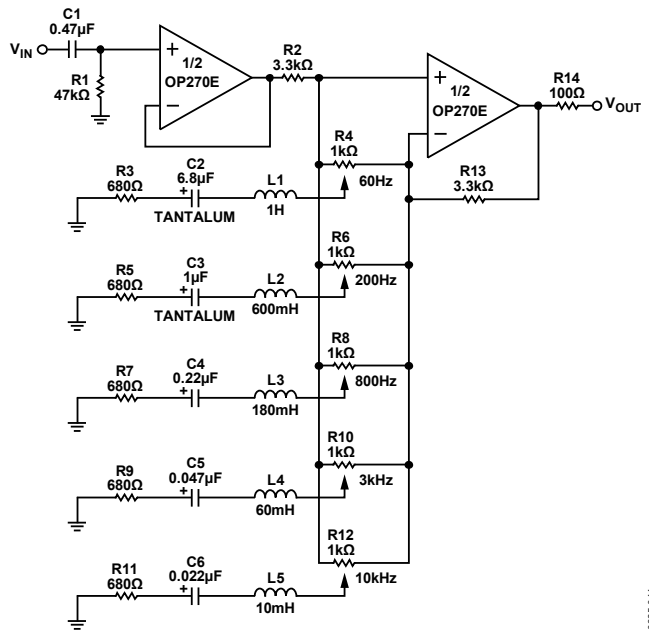 C1
0.47µF
V_IN
R1
47kΩ
+
1/2
OP270E
−
R2
3.3kΩ
+
1/2
OP270E
−
R14
100Ω
V_OUT
R13
3.3kΩ
R3
680Ω
C2
6.8µF
+
TANTALUM
L1
1H
R4
1kΩ
60Hz
R5
680Ω
C3
1µF
+
TANTALUM
L2
600mH
R6
1kΩ
200Hz
R7
680Ω
C4
0.22µF
+
L3
180mH
R8
1kΩ
800Hz
R9
680Ω
C5
0.047µF
+
L4
60mH
R10
1kΩ
3kHz
R11
680Ω
C6
0.022µF
+
L5
10mH
R12
1kΩ
10kHz